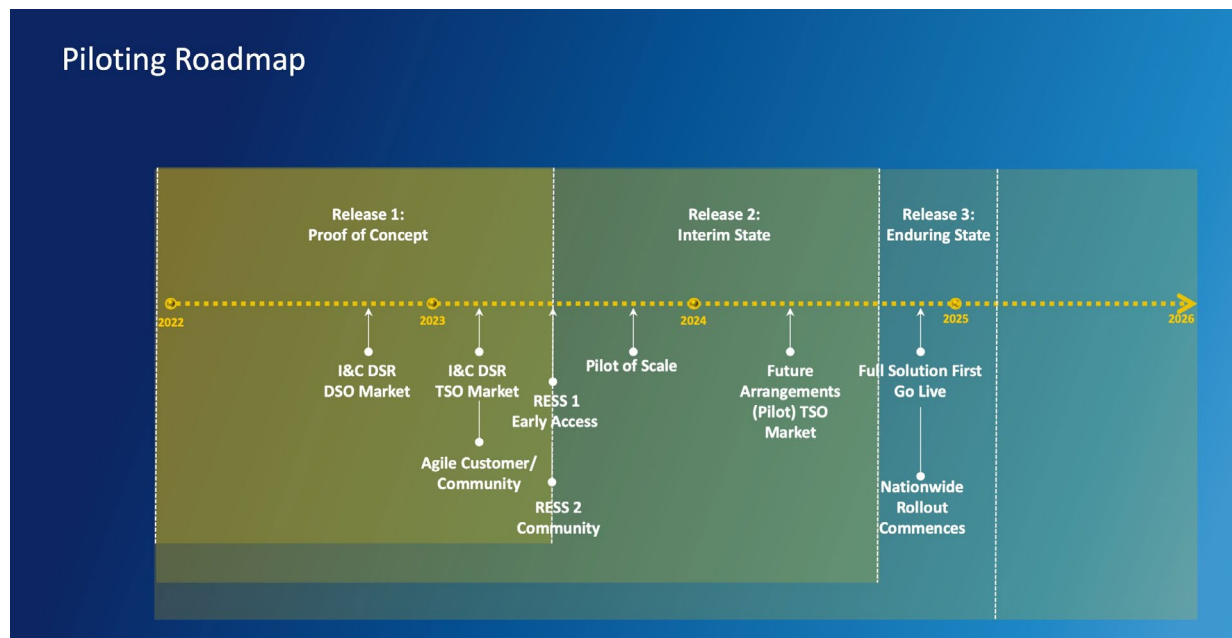 Piloting Roadmap
Release 1:
Proof of Concept
Release 2:
Interim State
Release 3:
Enduring State
2022
2023
2024
2025
2026
I&C DSR
DSO Market
I&C DSR
TSO Market
Agile Customer/
Community
RESS 1
Early Access
RESS 2
Community
Pilot of Scale
Future
Arrangements
(Pilot) TSO
Market
Full Solution First
Go Live
Nationwide
Rollout
Commences